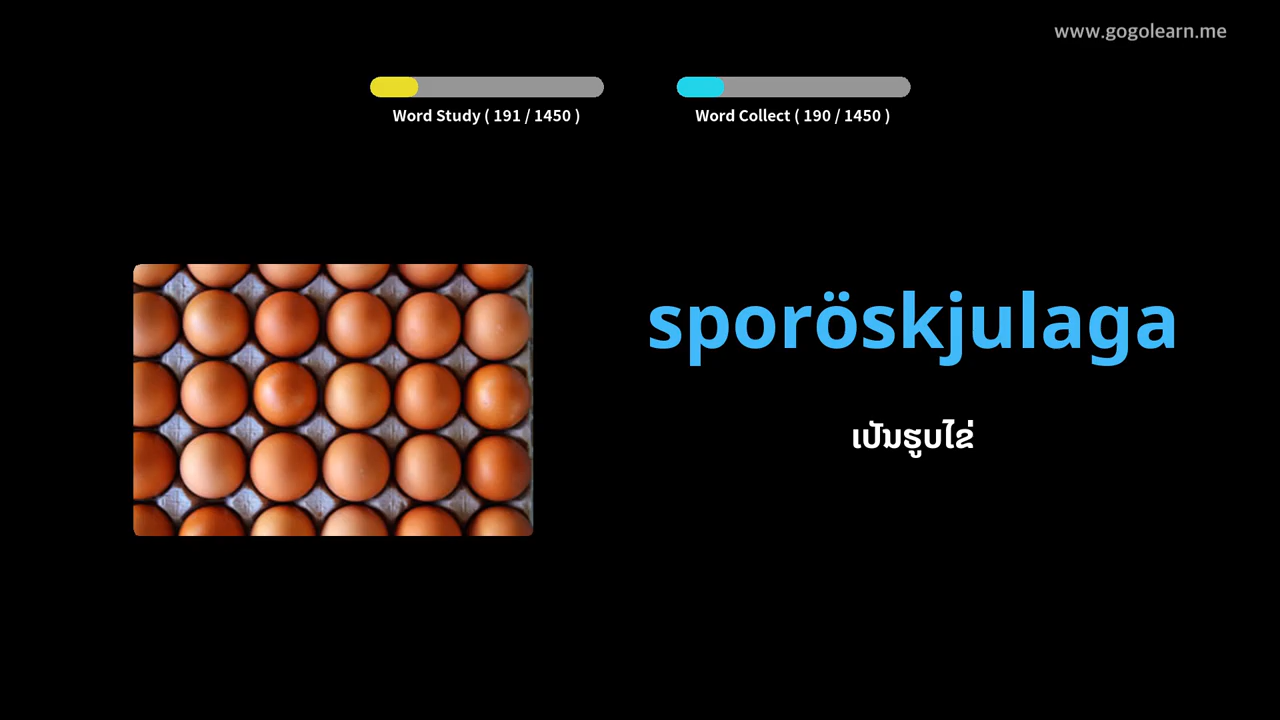 www.gogolearn.me
Word Study ( 191 / 1450 )
Word Collect ( 190 / 1450 )
sporöskjulaga
ເປັນຮູບໄຂ່